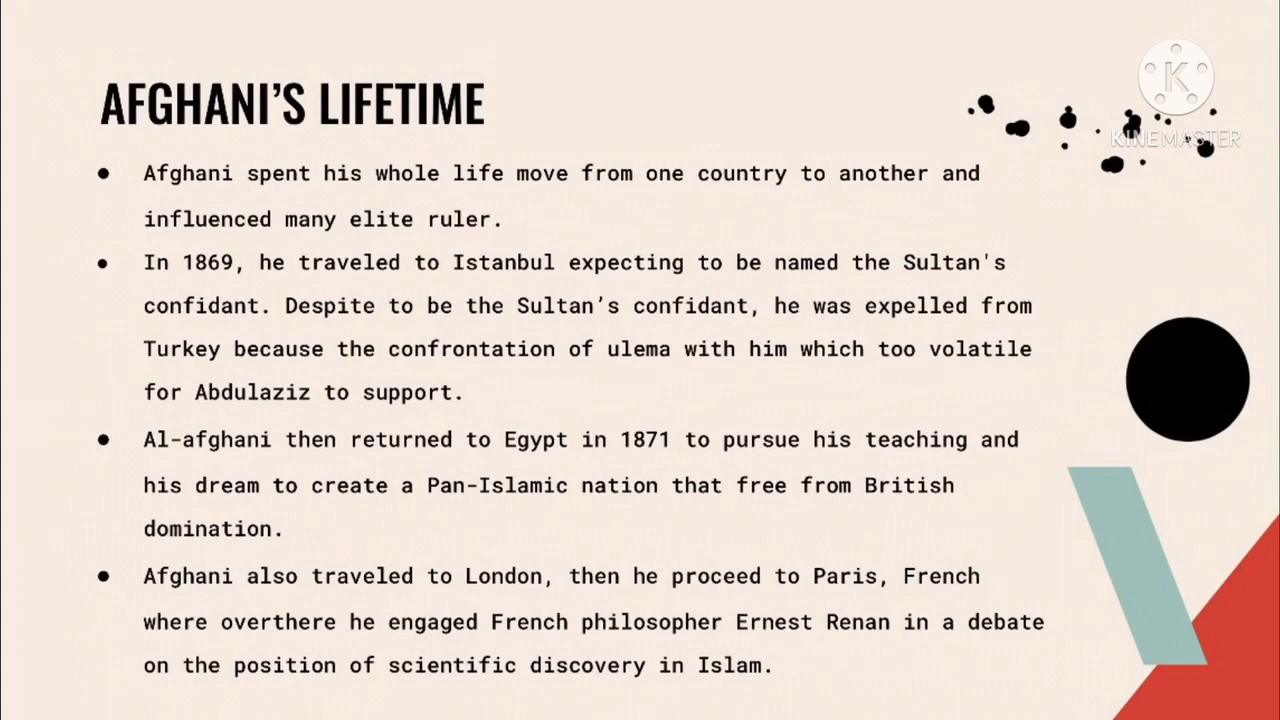 AFGHANI'S LIFETIME
KINEMASTER
• Afghani spent his whole life move from one country to another and
influenced many elite ruler.
• In 1869, he traveled to Istanbul expecting to be named the Sultan's
confidant. Despite to be the Sultan’s confidant, he was expelled from
Turkey because the confrontation of ulema with him which too volatile
for Abdulaziz to support.
• Al-afghani then returned to Egypt in 1871 to pursue his teaching and
his dream to create a Pan-Islamic nation that free from British
domination.
• Afghani also traveled to London, then he proceed to Paris, French
where overthere he engaged French philosopher Ernest Renan in a debate
on the position of scientific discovery in Islam.